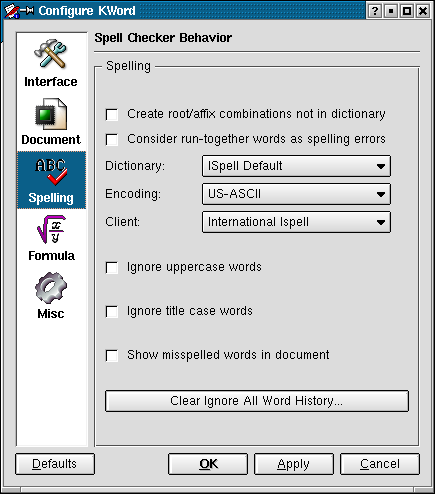 Configure KWord
Spell Checker Behavior
Interface
Document
ABC
Spelling
√x/y
Formula
Misc
Spelling
Create root/affix combinations not in dictionary
Consider run-together words as spelling errors
Dictionary: ISpell Default
Encoding: US-ASCII
Client: International Ispell
Ignore uppercase words
Ignore title case words
Show misspelled words in document
Clear Ignore All Word History...
Defaults OK Apply Cancel